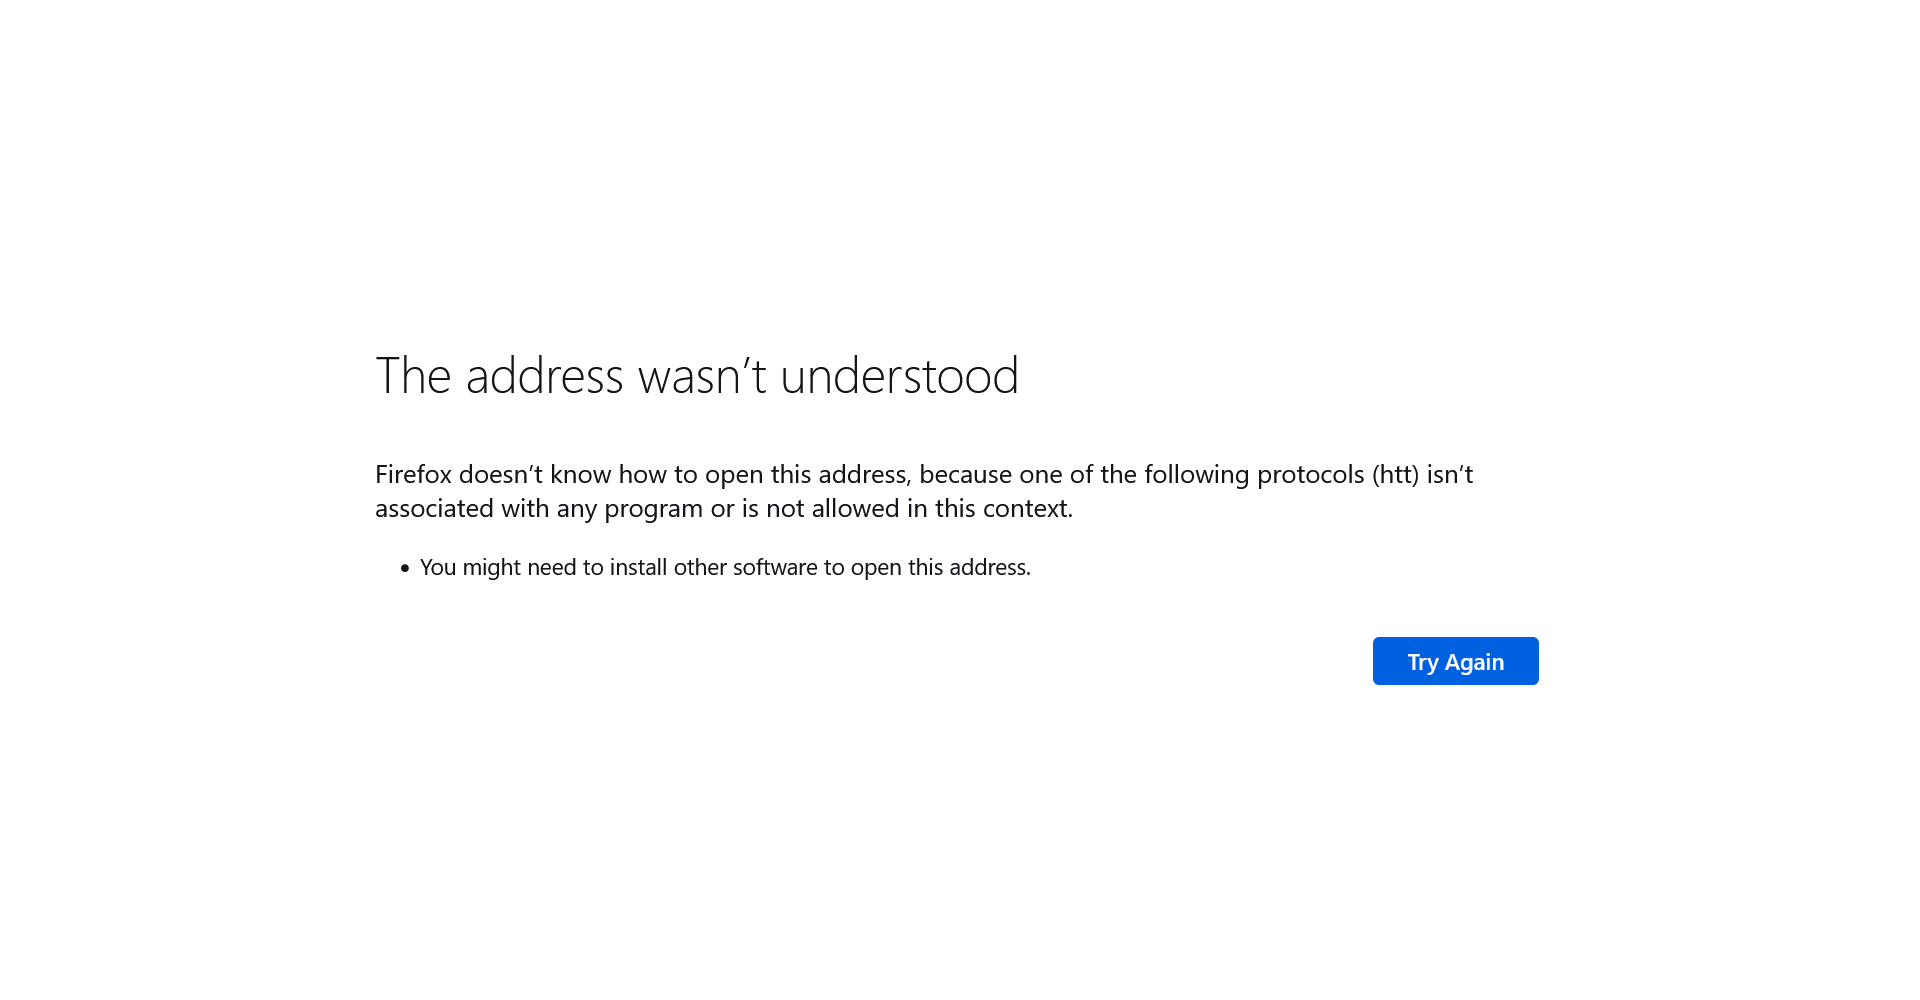 The address wasn’t understood
Firefox doesn’t know how to open this address, because one of the following protocols (htt) isn’t
associated with any program or is not allowed in this context.
• You might need to install other software to open this address.
Try Again